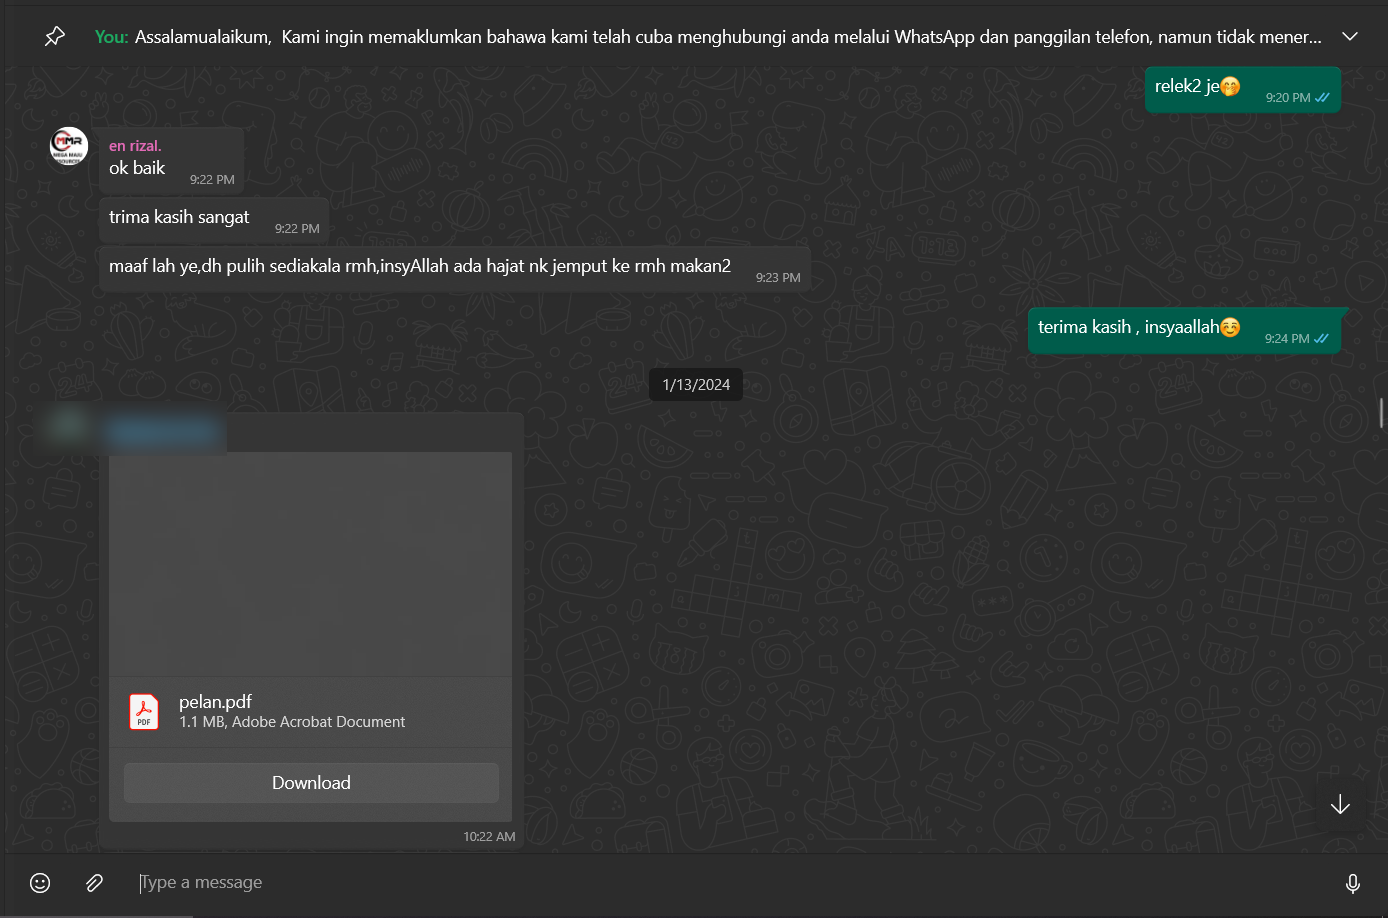 You: Assalamualaikum, Kami ingin memaklumkan bahawa kami telah cuba menghubungi anda melalui WhatsApp dan panggilan telefon, namun tidak mener...
relek2 je🤭
9:20 PM
MMR
MEGA MAJU
en rizal.
ok baik
9:22 PM
trima kasih sangat
9:22 PM
maaf lah ye,dh pulih sediakala rmh,insyAllah ada hajat nk jemput ke rmh makan2
9:23 PM
terima kasih , insyaallah☺️
9:24 PM
1/13/2024
PDF
pelan.pdf
1.1 MB, Adobe Acrobat Document
Download
10:22 AM
Type a message